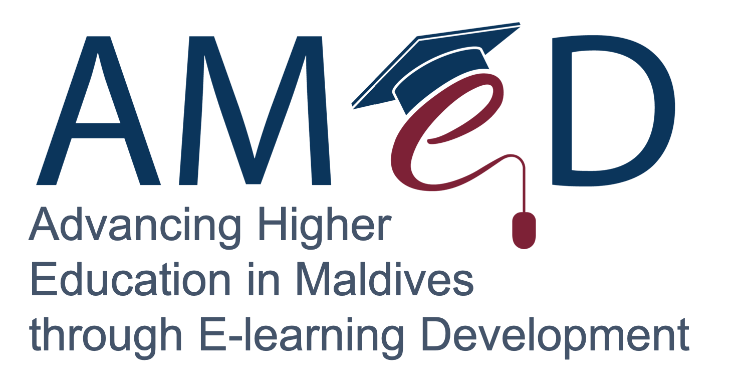 AMeD
Advancing Higher
Education in Maldives
through E-learning Development